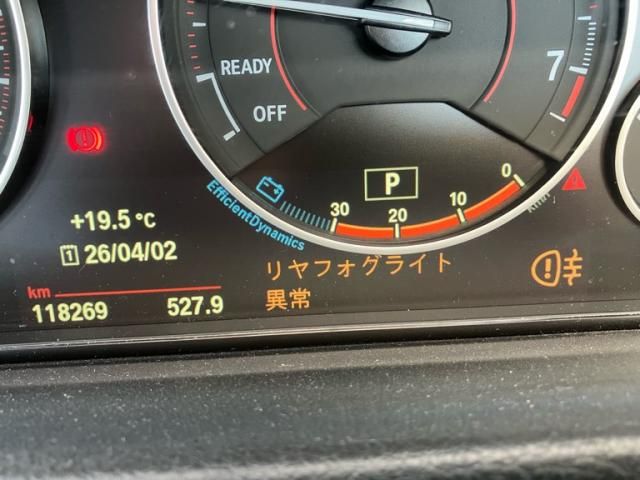 READY
OFF
7
P
30 20 10 0
EfficientDynamics
+19.5 °C
1 26/04/02
km
118269 527.9
リヤフォグライト
異常